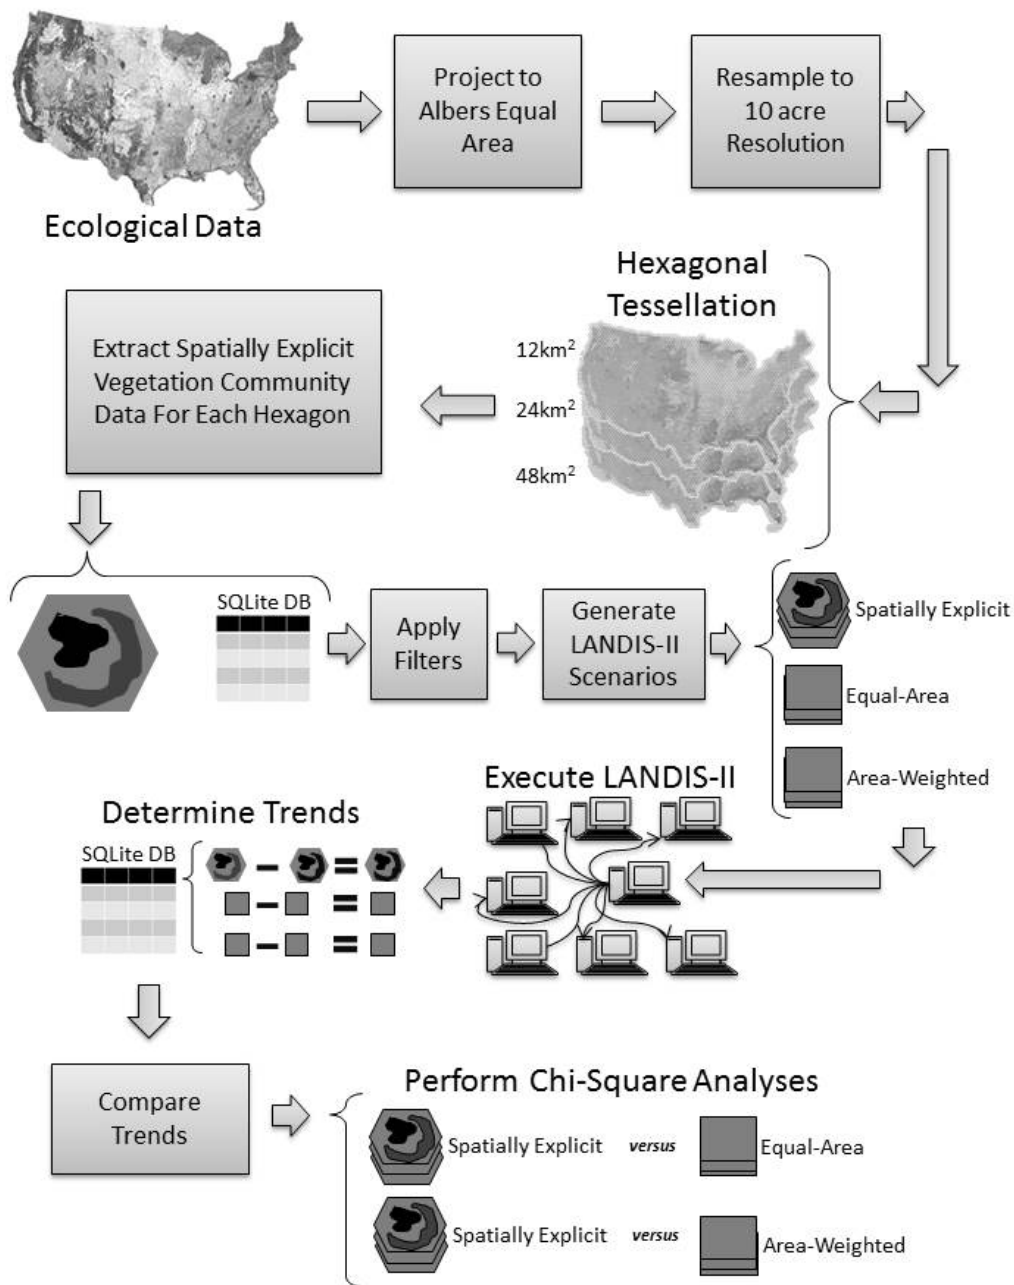 Ecological Data
Project to
Albers Equal
Area
Resample to
10 acre
Resolution
Hexagonal
Tessellation
12km²
24km²
48km²
Extract Spatially Explicit
Vegetation Community
Data For Each Hexagon
SQLite DB
Apply
Filters
Generate
LANDIS-II
Scenarios
Spatially Explicit
Equal-Area
Area-Weighted
Execute LANDIS-II
Determine Trends
SQLite DB
Compare
Trends
Perform Chi-Square Analyses
Spatially Explicit versus Equal-Area
Spatially Explicit versus Area-Weighted